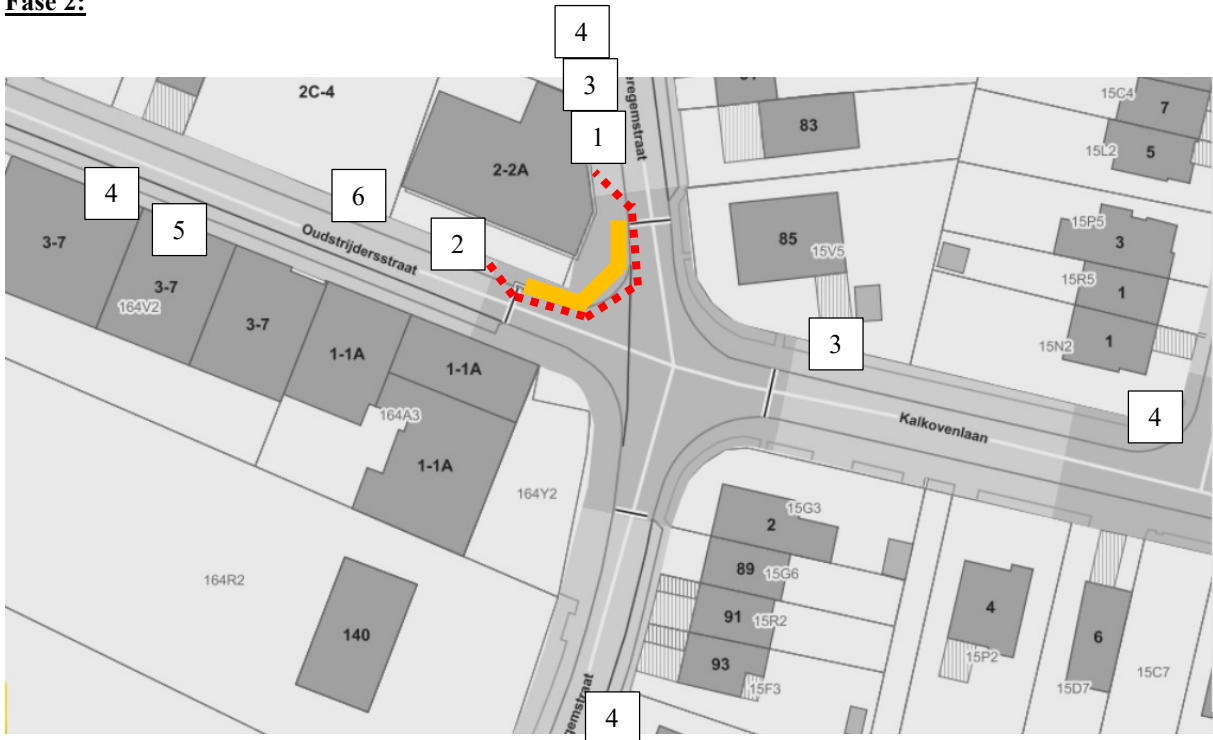 Fase 2:
4
3
1
2C-4
2-2A
83
7
5
15C4
15L2
4
6
3-7
5
Oudstrijdersstraat
2
85
15V5
15P5
3
15R5
1
3-7
164V2
3-7
1-1A
1-1A
3
15N2
1
164A3
4
Kalkovenlaan
1-1A
164Y2
15G3
2
164R2
89
15G6
91
15R2
4
6
140
93
15F3
15P2
15D7
15C7
4